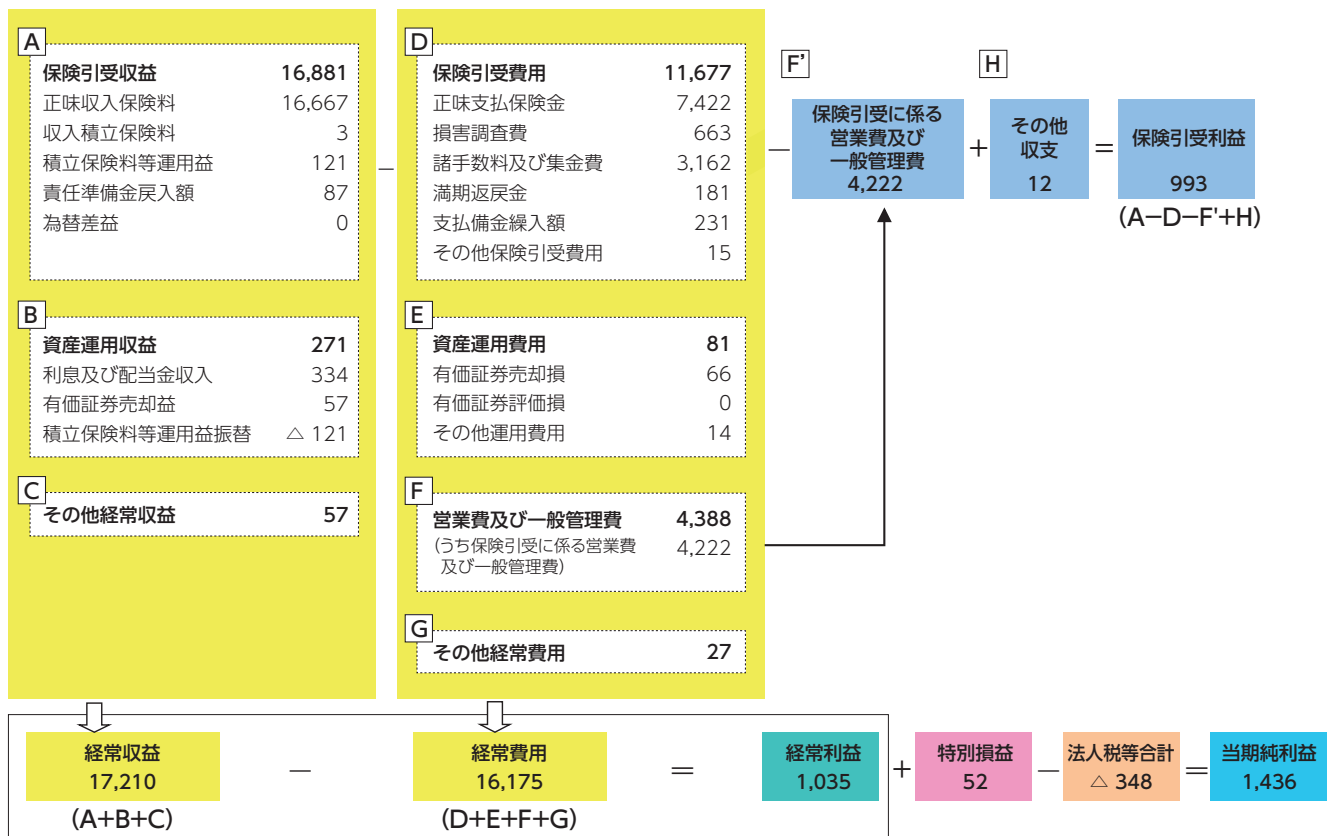 A
保険引受収益 16,881
正味収入保険料 16,667
収入積立保険料 3
積立保険料等運用益 121
責任準備金戻入額 87
為替差益 0
B
資産運用収益 271
利息及び配当金収入 334
有価証券売却益 57
積立保険料等運用益振替 △ 121
C
その他経常収益 57
－
D
保険引受費用 11,677
正味支払保険金 7,422
損害調査費 663
諸手数料及び集金費 3,162
満期返戻金 181
支払備金繰入額 231
その他保険引受費用 15
E
資産運用費用 81
有価証券売却損 66
有価証券評価損 0
その他運用費用 14
F
営業費及び一般管理費 4,388
(うち保険引受に係る営業費 4,222
及び一般管理費)
G
その他経常費用 27
－
F'
保険引受に係る
営業費及び
一般管理費
4,222
＋
H
その他
収支
12
＝
保険引受利益
993
(A－D－F'+H)
経常収益
17,210
(A+B+C)
－
経常費用
16,175
(D+E+F+G)
＝
経常利益
1,035
＋
特別損益
52
－
法人税等合計
△ 348
＝
当期純利益
1,436